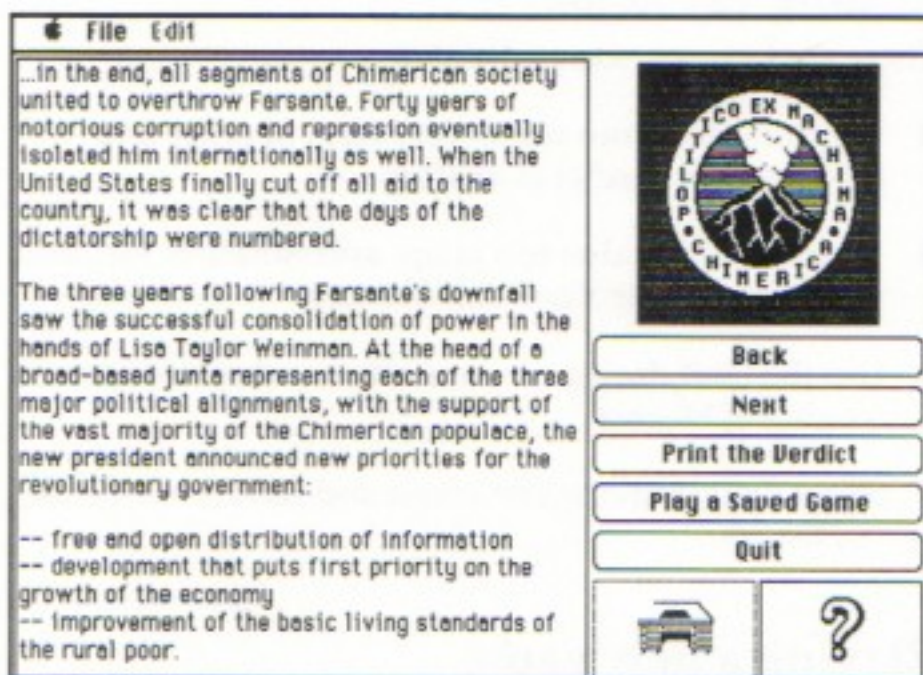 File Edit
...in the end, all segments of Chimerican society
united to overthrow Farsante. Forty years of
notorious corruption and repression eventually
isolated him internationally as well. When the
United States finally cut off all aid to the
country, it was clear that the days of the
dictatorship were numbered.
The three years following Farsante's downfall
saw the successful consolidation of power in the
hands of Lisa Taylor Weinman. At the head of a
broad-based junta representing each of the three
major political alignments, with the support of
the vast majority of the Chimerican populace, the
new president announced new priorities for the
revolutionary government:
-- free and open distribution of information
-- development that puts first priority on the
growth of the economy
-- improvement of the basic living standards of
the rural poor.
POLITICO EX MACHINA
CHIMERICA
Back
Next
Print the Verdict
Play a Saved Game
Quit
?